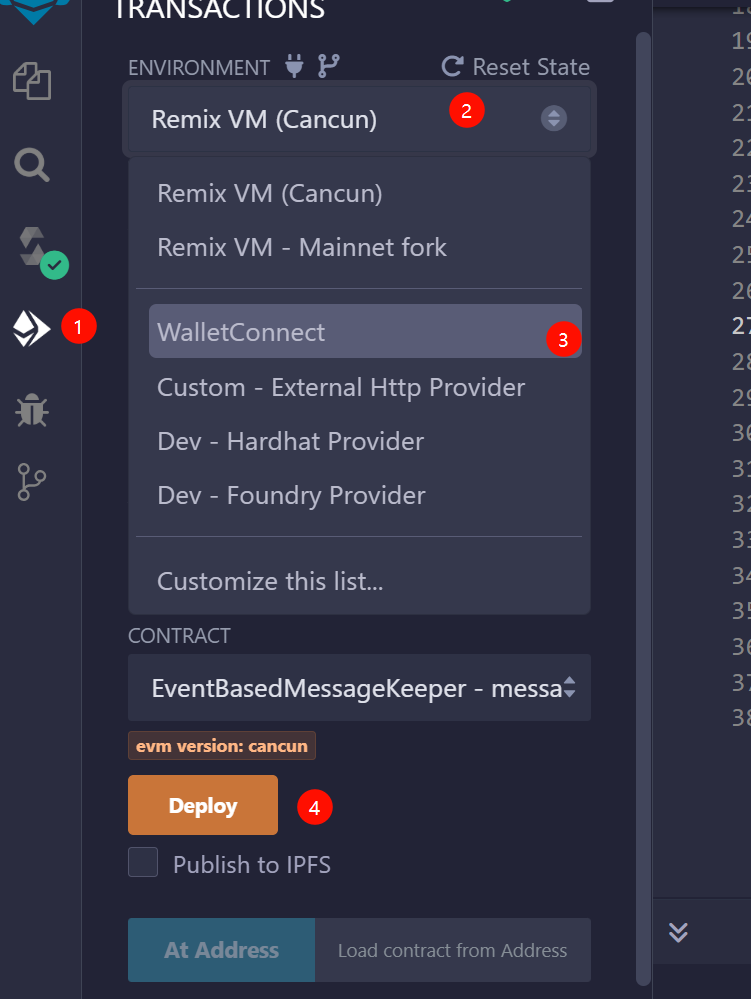 TRANSACTIONS
ENVIRONMENT
Reset State
Remix VM (Cancun)
2
Remix VM (Cancun)
Remix VM - Mainnet fork
WalletConnect
3
1
Custom - External Http Provider
Dev - Hardhat Provider
Dev - Foundry Provider
Customize this list...
CONTRACT
EventBasedMessageKeeper - messa
evm version: cancun
Deploy
4
Publish to IPFS
At Address
Load contract from Address
19
20
21
22
23
24
25
26
27
28
29
30
31
32
33
34
35
36
37
38